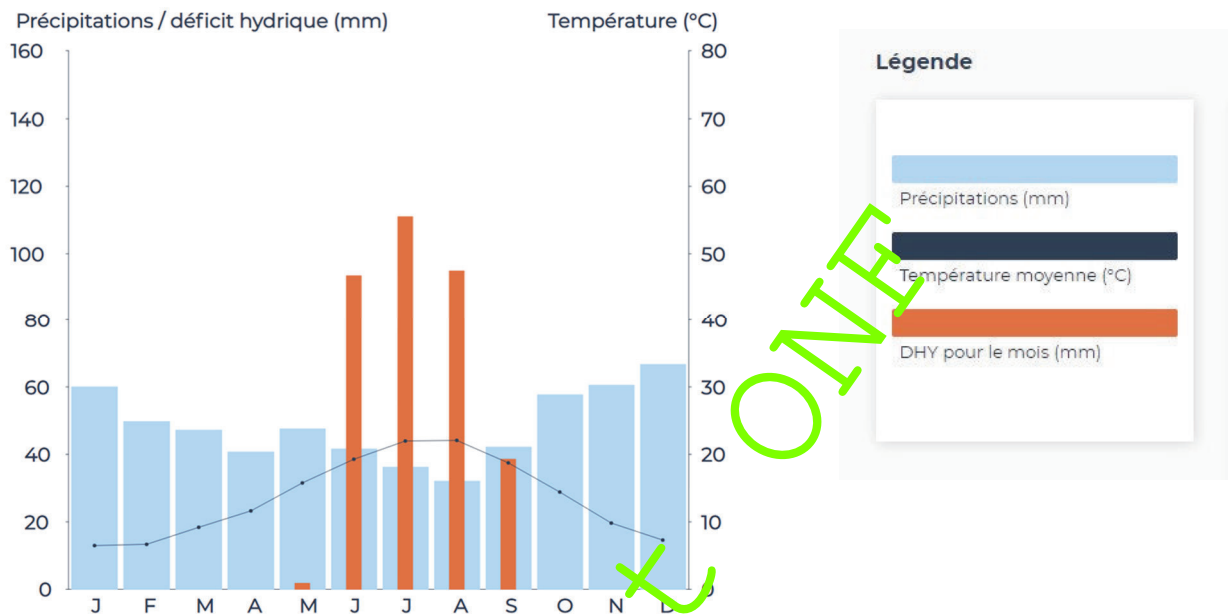 Précipitations / déficit hydrique (mm)
Température (°C)
160
140
120
100
80
60
40
20
0
80
70
60
50
40
30
20
10
0
J F M A M J J A S O N D
Légende
Précipitations (mm)
Température moyenne (°C)
DHY pour le mois (mm)
t ONE